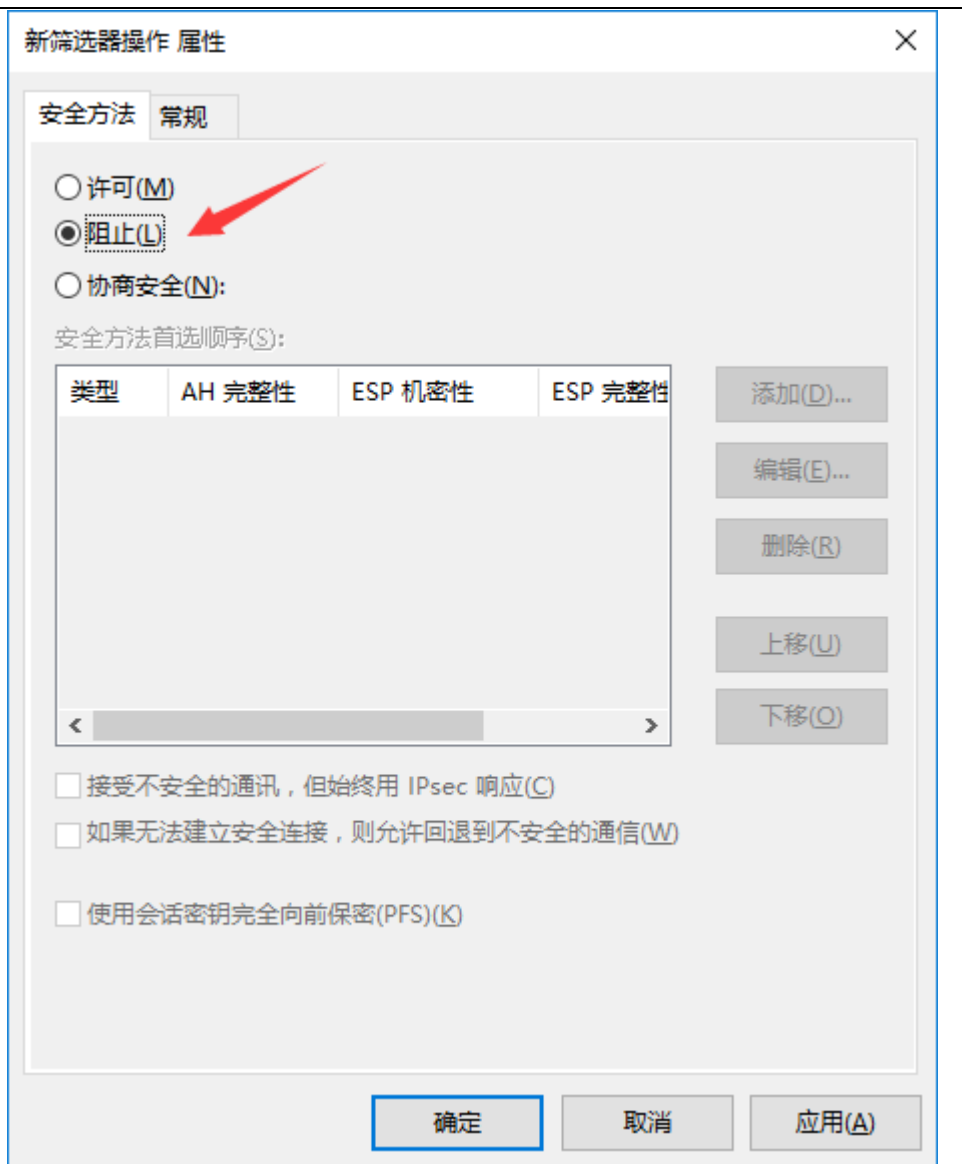 新筛选器操作 属性
安全方法 常规
许可(M)
阻止(L)
协商安全(N):
安全方法首选顺序(S):
类型 AH 完整性 ESP 机密性 ESP 完整性
添加(D)...
编辑(E)...
删除(R)
上移(U)
下移(O)
接受不安全的通讯，但始终用 IPsec 响应(C)
如果无法建立安全连接，则允许回退到不安全的通信(W)
使用会话密钥完全向前保密(PFS)(K)
确定 取消 应用(A)